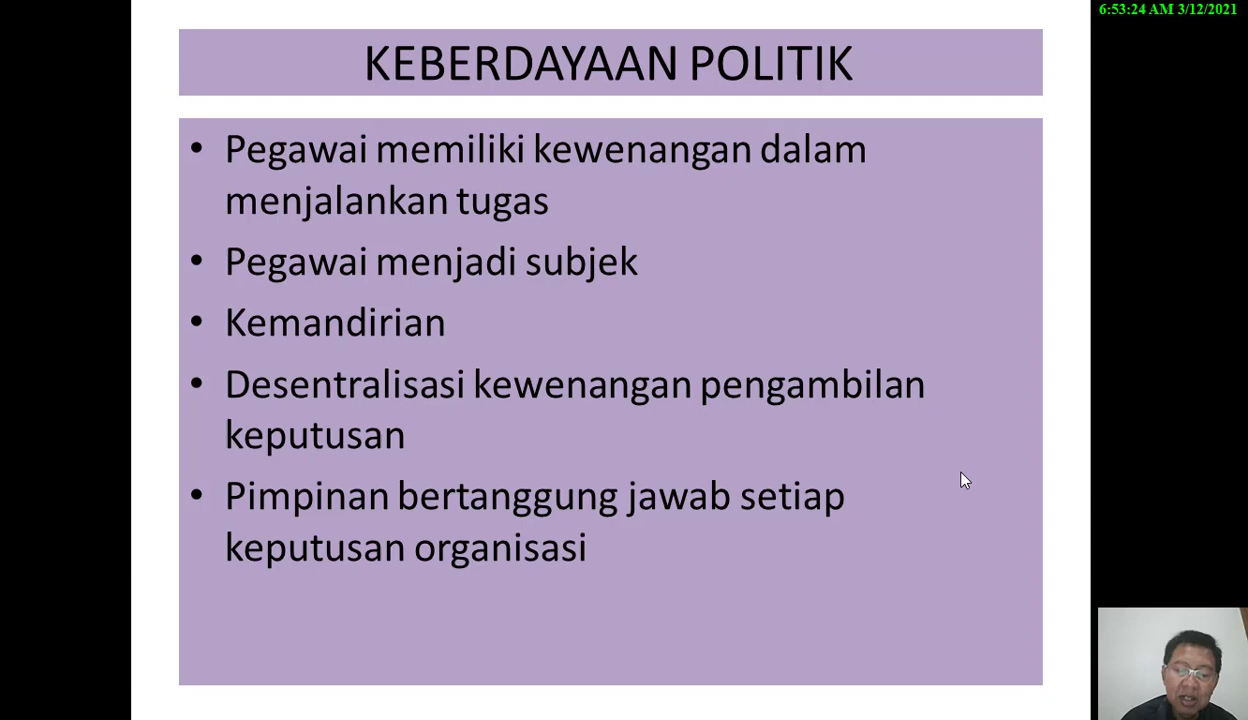 6:53:24 AM 3/12/2021
KEBERDAYAAN POLITIK
• Pegawai memiliki kewenangan dalam
menjalankan tugas
• Pegawai menjadi subjek
• Kemandirian
• Desentralisasi kewenangan pengambilan
keputusan
• Pimpinan bertanggung jawab setiap
keputusan organisasi